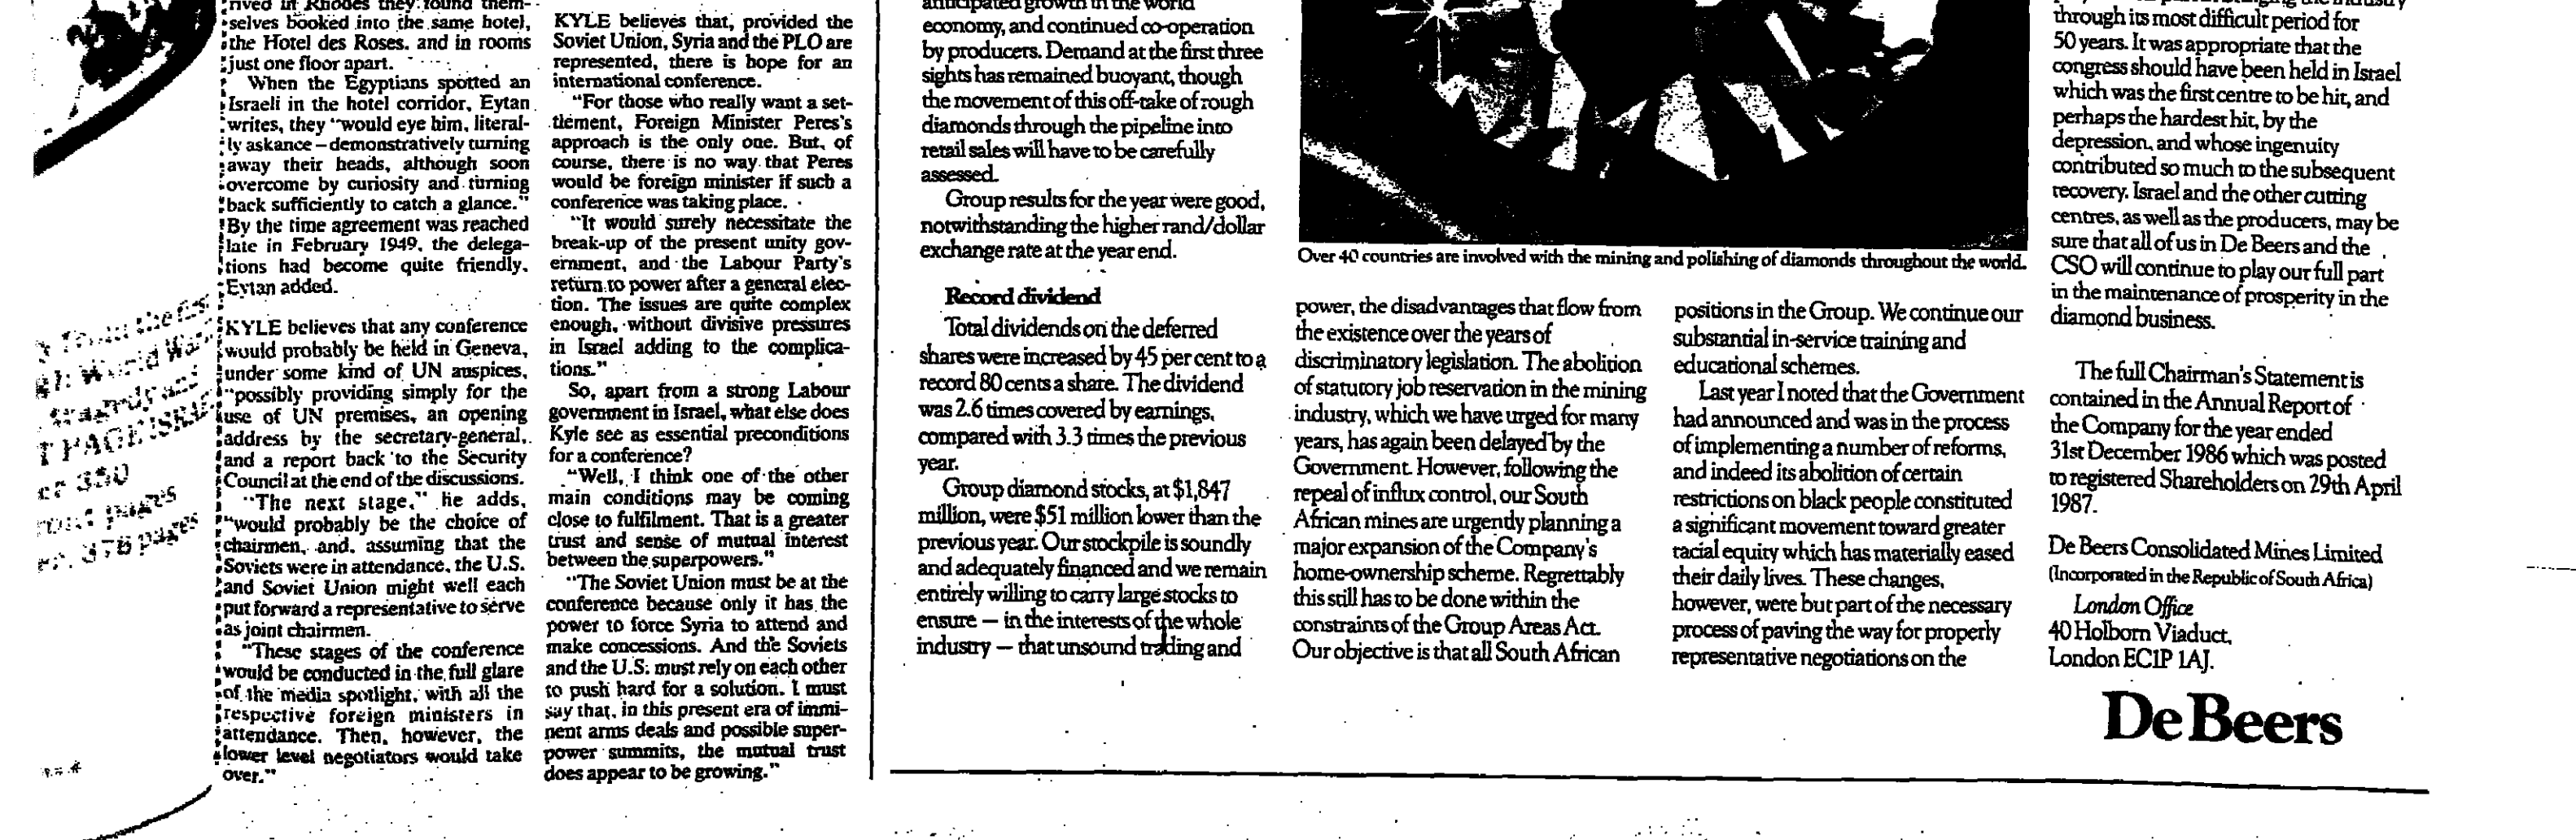 selves booked into the same hotel,
the Hotel des Roses, and in rooms
just one floor apart.
When the Egyptians spotted an
Israeli in the hotel corridor, Eytan
writes, they "would eye him, literal-
ly askance – demonstratively turning
away their heads, although soon
overcome by curiosity and turning
back sufficiently to catch a glance."
By the time agreement was reached
late in February 1949, the delega-
tions had become quite friendly,
Eytan added.
KYLE believes that any conference
would probably be held in Geneva,
under some kind of UN auspices,
"possibly providing simply for the
use of UN premises, an opening
address by the secretary-general,
and a report back to the Security
Council at the end of the discussions.
"The next stage," he adds,
"would probably be the choice of
chairmen, and, assuming that the
Soviets were in attendance, the U.S.
and Soviet Union might well each
put forward a representative to serve
as joint chairmen.
"These stages of the conference
would be conducted in the full glare
of the media spotlight, with all the
respective foreign ministers in
attendance. Then, however, the
lower level negotiators would take
over."
KYLE believes that, provided the
Soviet Union, Syria and the PLO are
represented, there is hope for an
international conference.
"For those who really want a set-
tlement, Foreign Minister Peres's
approach is the only one. But, of
course, there is no way that Peres
would be foreign minister if such a
conference was taking place.
"It would surely necessitate the
break-up of the present unity gov-
ernment, and the Labour Party's
return to power after a general elec-
tion. The issues are quite complex
enough, without divisive pressures
in Israel adding to the complica-
tions."
So, apart from a strong Labour
government in Israel, what else does
Kyle see as essential preconditions
for a conference?
"Well, I think one of the other
main conditions may be coming
close to fulfilment. That is a greater
trust and sense of mutual interest
between the superpowers."
"The Soviet Union must be at the
conference because only it has the
power to force Syria to attend and
make concessions. And the Soviets
and the U.S. must rely on each other
to push hard for a solution. I must
say that, in this present era of immi-
nent arms deals and possible super-
power summits, the mutual trust
does appear to be growing."
anticipated growth in the world
economy, and continued co-operation
by producers. Demand at the first three
sights has remained buoyant, though
the movement of this off-take of rough
diamonds through the pipeline into
retail sales will have to be carefully
assessed.
Group results for the year were good,
notwithstanding the higher rand/dollar
exchange rate at the year end.
Record dividend
Total dividends on the deferred
shares were increased by 45 per cent to a
record 80 cents a share. The dividend
was 2.6 times covered by earnings,
compared with 3.3 times the previous
year.
Group diamond stocks, at $1,847
million, were $51 million lower than the
previous year. Our stockpile is soundly
and adequately financed and we remain
entirely willing to carry large stocks to
ensure — in the interests of the whole
industry — that unsound trading and
Over 40 countries are involved with the mining and polishing of diamonds throughout the world.
power, the disadvantages that flow from
the existence over the years of
discriminatory legislation. The abolition
of statutory job reservation in the mining
industry, which we have urged for many
years, has again been delayed by the
Government. However, following the
repeal of influx control, our South
African mines are urgently planning a
major expansion of the Company's
home-ownership scheme. Regrettably
this still has to be done within the
constraints of the Group Areas Act.
Our objective is that all South African
positions in the Group. We continue our
substantial in-service training and
educational schemes.
Last year I noted that the Government
had announced and was in the process
of implementing a number of reforms,
and indeed its abolition of certain
restrictions on black people constituted
a significant movement toward greater
racial equity which has materially eased
their daily lives. These changes,
however, were but part of the necessary
process of paving the way for properly
representative negotiations on the
through its most difficult period for
50 years. It was appropriate that the
congress should have been held in Israel
which was the first centre to be hit, and
perhaps the hardest hit, by the
depression, and whose ingenuity
contributed so much to the subsequent
recovery. Israel and the other cutting
centres, as well as the producers, may be
sure that all of us in De Beers and the
CSO will continue to play our full part
in the maintenance of prosperity in the
diamond business.
The full Chairman's Statement is
contained in the Annual Report of
the Company for the year ended
31st December 1986 which was posted
to registered Shareholders on 29th April
1987.
De Beers Consolidated Mines Limited
(Incorporated in the Republic of South Africa)
London Office
40 Holborn Viaduct,
London EC1P 1AJ.
De Beers